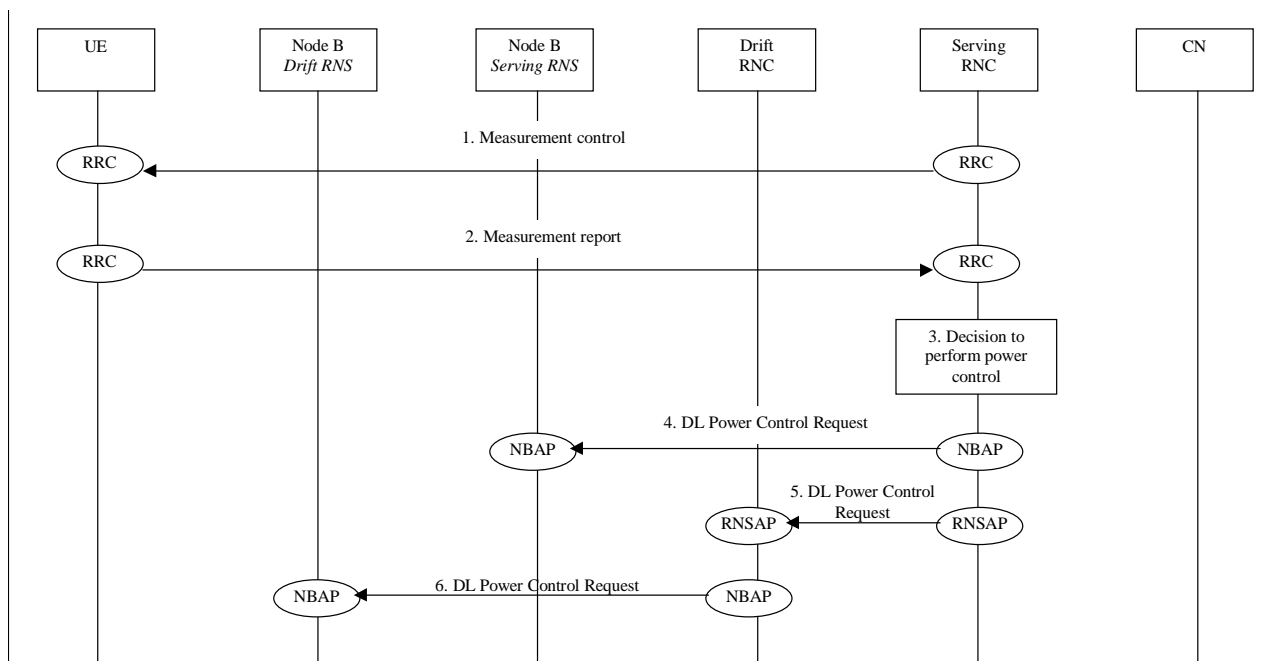 UE
Node B
Drift RNS
Node B
Serving RNS
Drift
RNC
Serving
RNC
CN
1. Measurement control
RRC
RRC
2. Measurement report
RRC
RRC
3. Decision to
perform power
control
4. DL Power Control Request
NBAP
NBAP
5. DL Power Control
Request
RNSAP
RNSAP
6. DL Power Control Request
NBAP
NBAP